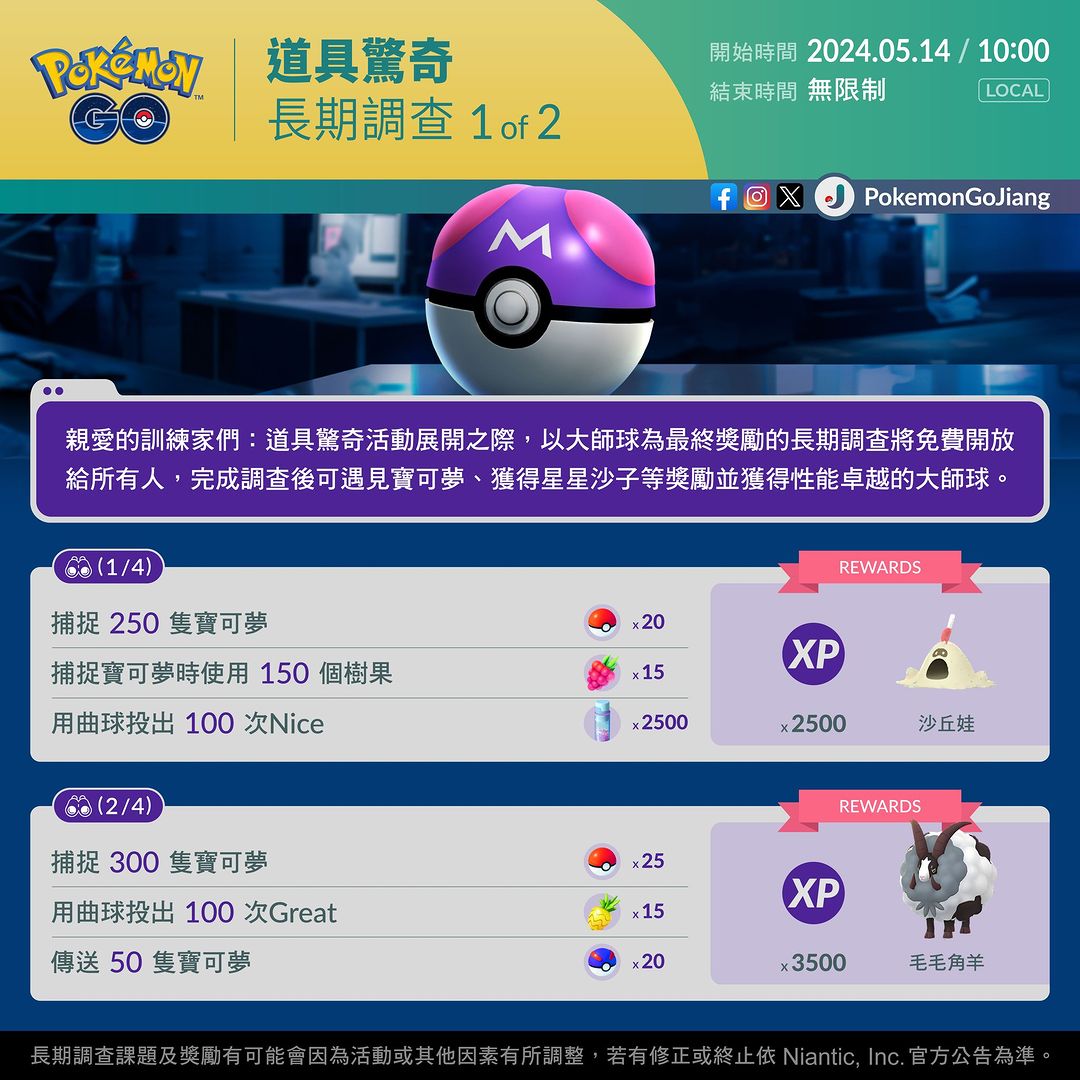 Pokémon GO™
道具驚奇
長期調查 1 of 2
開始時間 2024.05.14 / 10:00
結束時間 無限制 LOCAL
PokemonGoJiang
M
親愛的訓練家們：道具驚奇活動展開之際，以大師球為最終獎勵的長期調查將免費開放
給所有人，完成調查後可遇見寶可夢、獲得星星沙子等獎勵並獲得性能卓越的大師球。
(1/4)
REWARDS
捕捉 250 隻寶可夢 x20
捕捉寶可夢時使用 150 個樹果 x15
用曲球投出 100 次Nice x2500
XP
x2500 沙丘娃
(2/4)
REWARDS
捕捉 300 隻寶可夢 x25
用曲球投出 100 次Great x15
傳送 50 隻寶可夢 x20
XP
x3500 毛毛角羊
長期調查課題及獎勵有可能會因為活動或其他因素有所調整，若有修正或終止依 Niantic, Inc. 官方公告為準。